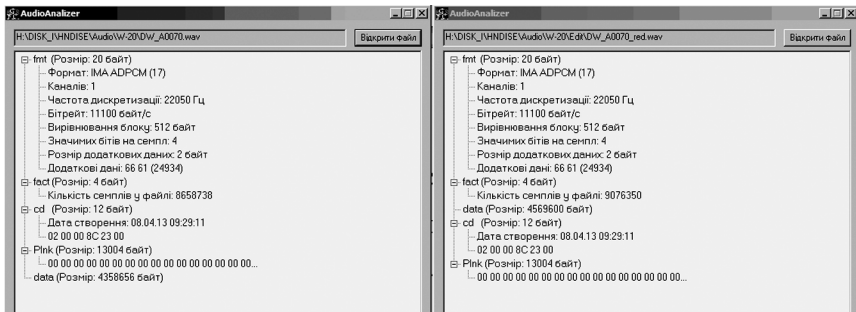 AudioAnalizer
H:\DISK_I\HNDISE\Audio\W-20\DW_A0070.wav
Відкрити файл
fmt (Розмір: 20 байт)
Формат: IMA ADPCM (17)
Каналів: 1
Частота дискретизації: 22050 Гц
Бітрейт: 11100 байт/с
Вирівнювання блоку: 512 байт
Значимих бітів на семпл: 4
Розмір додаткових даних: 2 байт
Додаткові дані: 66 61 (24934)
fact (Розмір: 4 байт)
Кількість семплів у файлі: 8658738
cd (Розмір: 12 байт)
Дата створення: 08.04.13 09:29:11
02 00 00 8C 23 00
Plnk (Розмір: 13004 байт)
00 00 00 00 00 00 00 00 00 00 00 00 00 00 00 00...
data (Розмір: 4358656 байт)
AudioAnalizer
H:\DISK_I\HNDISE\Audio\W-20\Edit\DW_A0070_red.wav
Відкрити файл
fmt (Розмір: 20 байт)
Формат: IMA ADPCM (17)
Каналів: 1
Частота дискретизації: 22050 Гц
Бітрейт: 11100 байт/с
Вирівнювання блоку: 512 байт
Значимих бітів на семпл: 4
Розмір додаткових даних: 2 байт
Додаткові дані: 66 61 (24934)
fact (Розмір: 4 байт)
Кількість семплів у файлі: 9076350
data (Розмір: 4569600 байт)
cd (Розмір: 12 байт)
Дата створення: 08.04.13 09:29:11
02 00 00 8C 23 00
Plnk (Розмір: 13004 байт)
00 00 00 00 00 00 00 00 00 00 00 00 00 00 00 00...